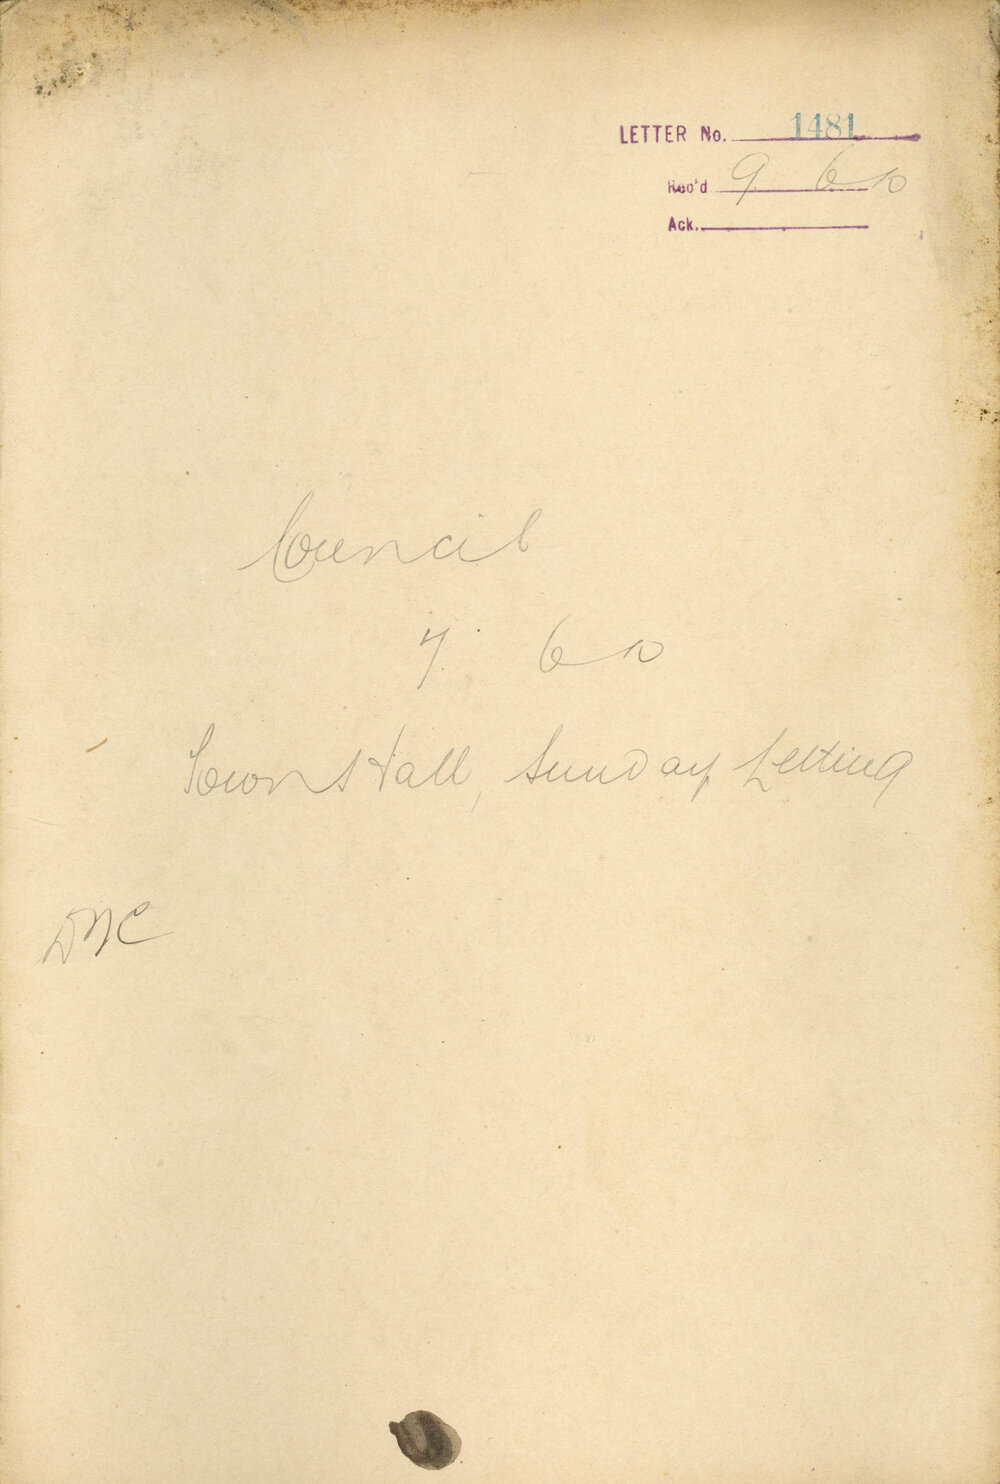 LETTER No. 1481
Rec'd 9 6 10
Ack.
Council
7. 6 10
Town Hall, Sunday Letting